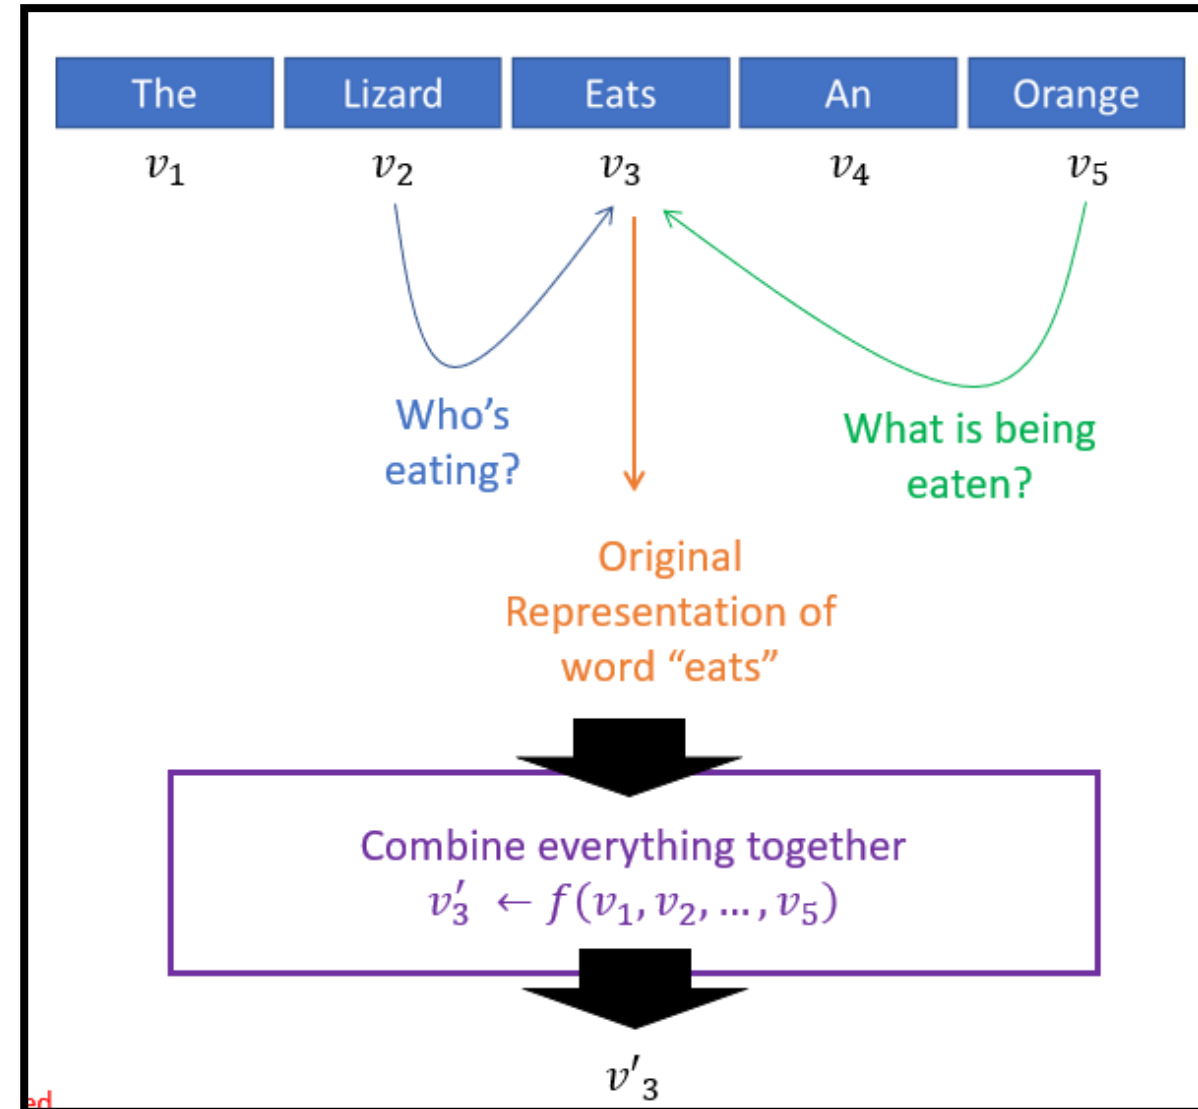 The Lizard Eats An Orange
v₁ v₂ v₃ v₄ v₅
Who’s
eating?
What is being
eaten?
Original
Representation of
word “eats”
Combine everything together
v′₃ ← f(v₁, v₂, …, v₅)
v′₃
ed